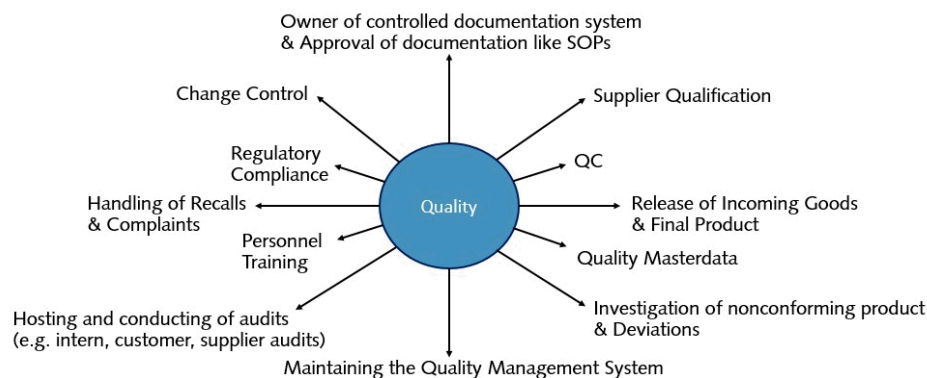 Owner of controlled documentation system
& Approval of documentation like SOPs
Change Control
Supplier Qualification
Regulatory
Compliance
QC
Handling of Recalls
& Complaints
Quality
Release of Incoming Goods
& Final Product
Personnel
Training
Quality Masterdata
Hosting and conducting of audits
(e.g. intern, customer, supplier audits)
Investigation of nonconforming product
& Deviations
Maintaining the Quality Management System